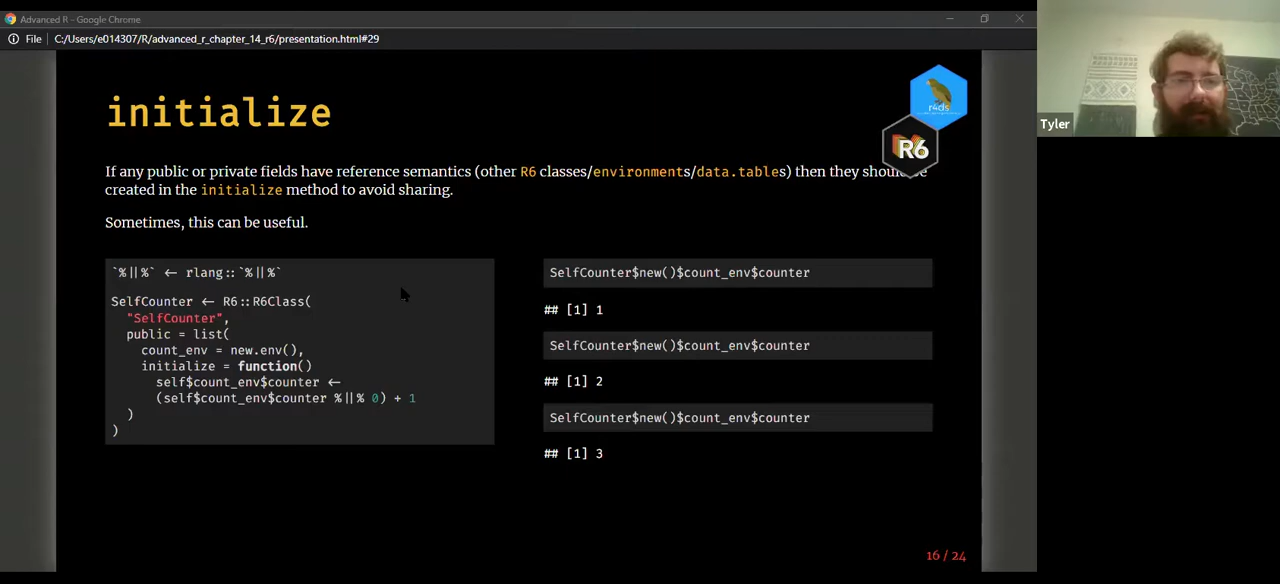 Advanced R - Google Chrome
File
C:/Users/e014307/R/advanced_r_chapter_14_r6/presentation.html#29
initialize
r4ds
R6
If any public or private fields have reference semantics (other R6 classes/environments/data.tables) then they should be
created in the initialize method to avoid sharing.
Sometimes, this can be useful.
`%||%` ← rlang::`%||%`
SelfCounter ← R6::R6Class(
"SelfCounter",
public = list(
count_env = new.env(),
initialize = function()
self$count_env$counter ←
(self$count_env$counter %||% 0) + 1
)
)
SelfCounter$new()$count_env$counter
## [1] 1
SelfCounter$new()$count_env$counter
## [1] 2
SelfCounter$new()$count_env$counter
## [1] 3
16 / 24
Tyler